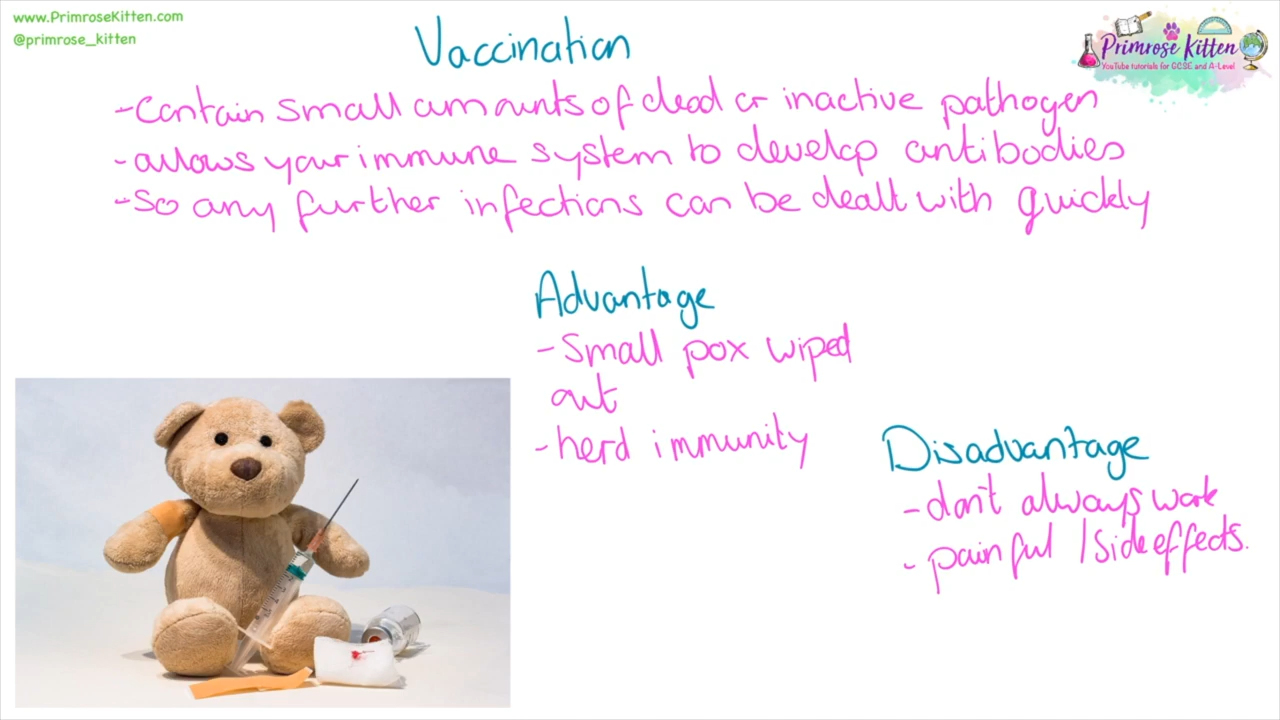 www.PrimroseKitten.com
@primrose_kitten
Primrose Kitten
YouTube tutorials for GCSE and A-Level
Vaccination
-Contain small amounts of dead or inactive pathogen
-allows your immune system to develop antibodies
-So any further infections can be dealt with quickly
Advantage
-Small pox wiped
out
-herd immunity
Disadvantage
-don't always work
-painful /Side effects.